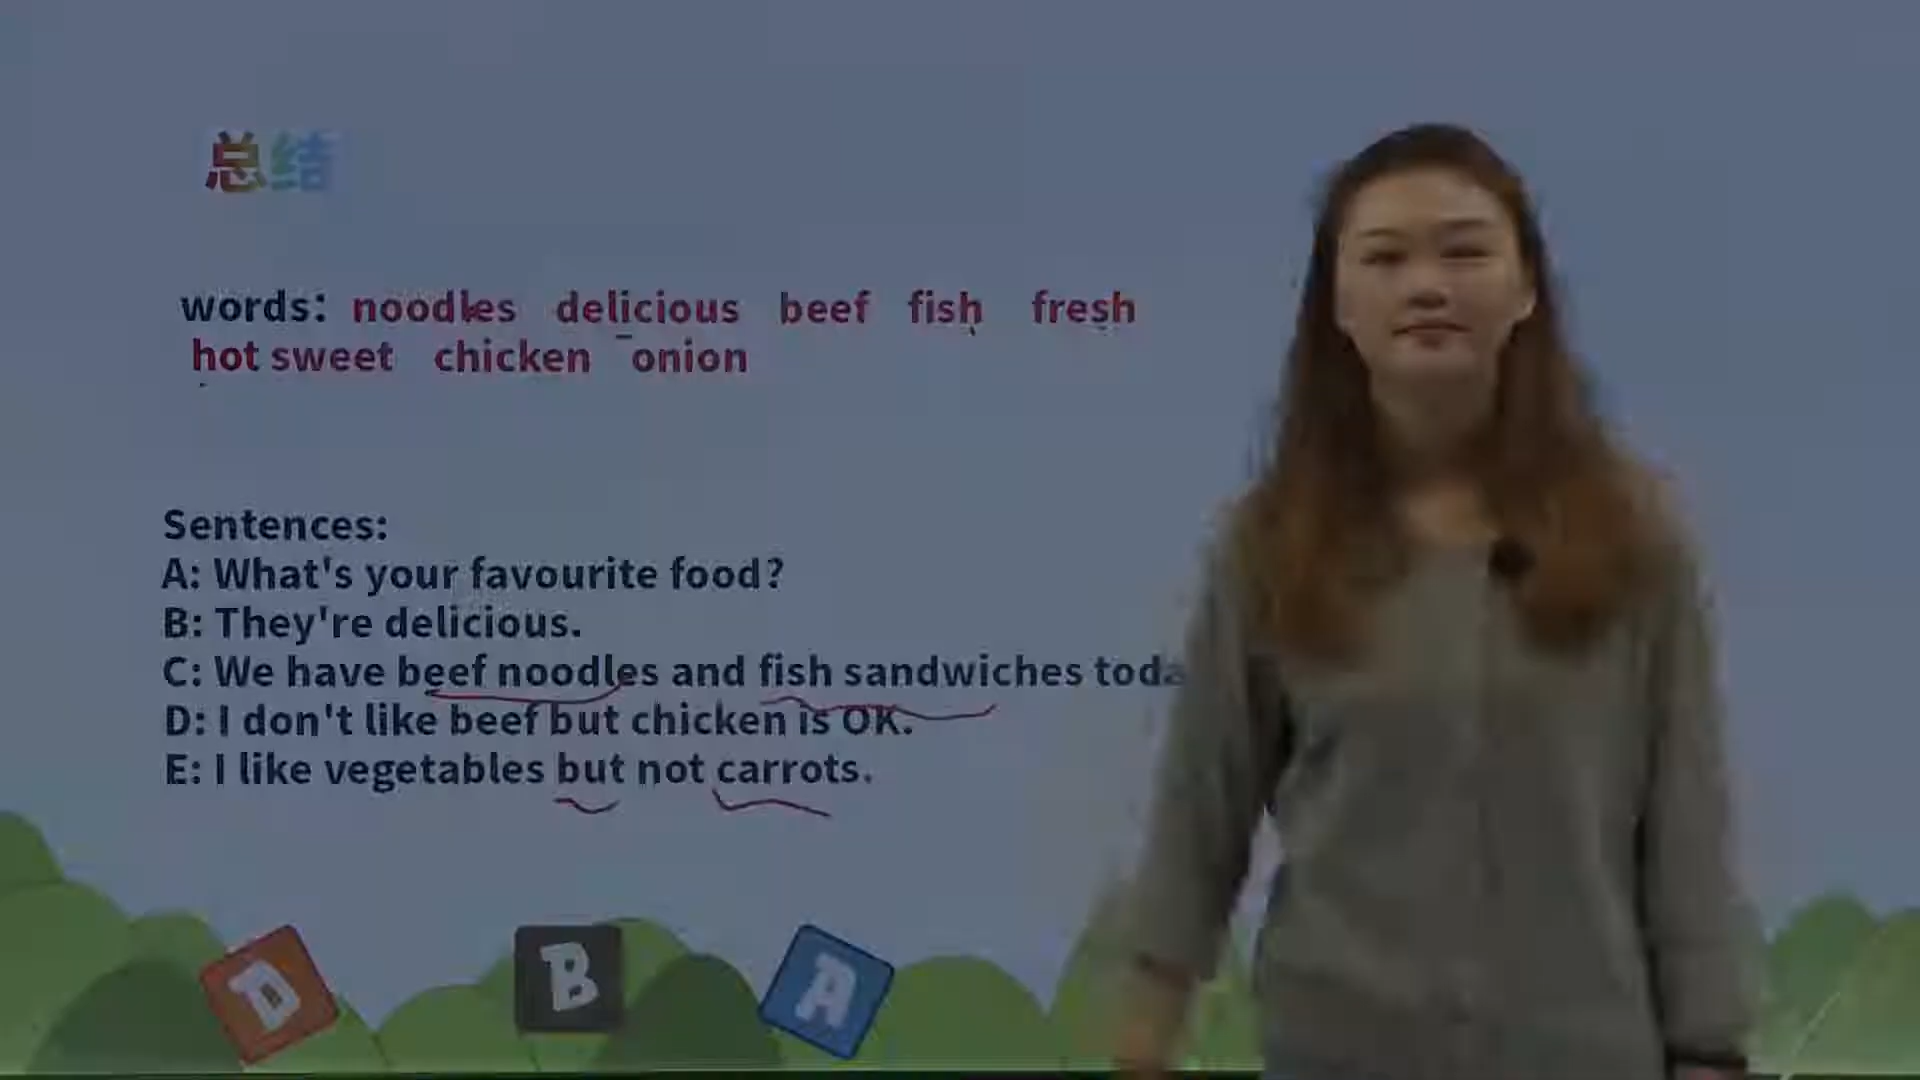 总结
words: noodles delicious beef fish fresh
hot sweet chicken onion
Sentences:
A: What's your favourite food?
B: They're delicious.
C: We have beef noodles and fish sandwiches toda
D: I don't like beef but chicken is OK.
E: I like vegetables but not carrots.
D B A